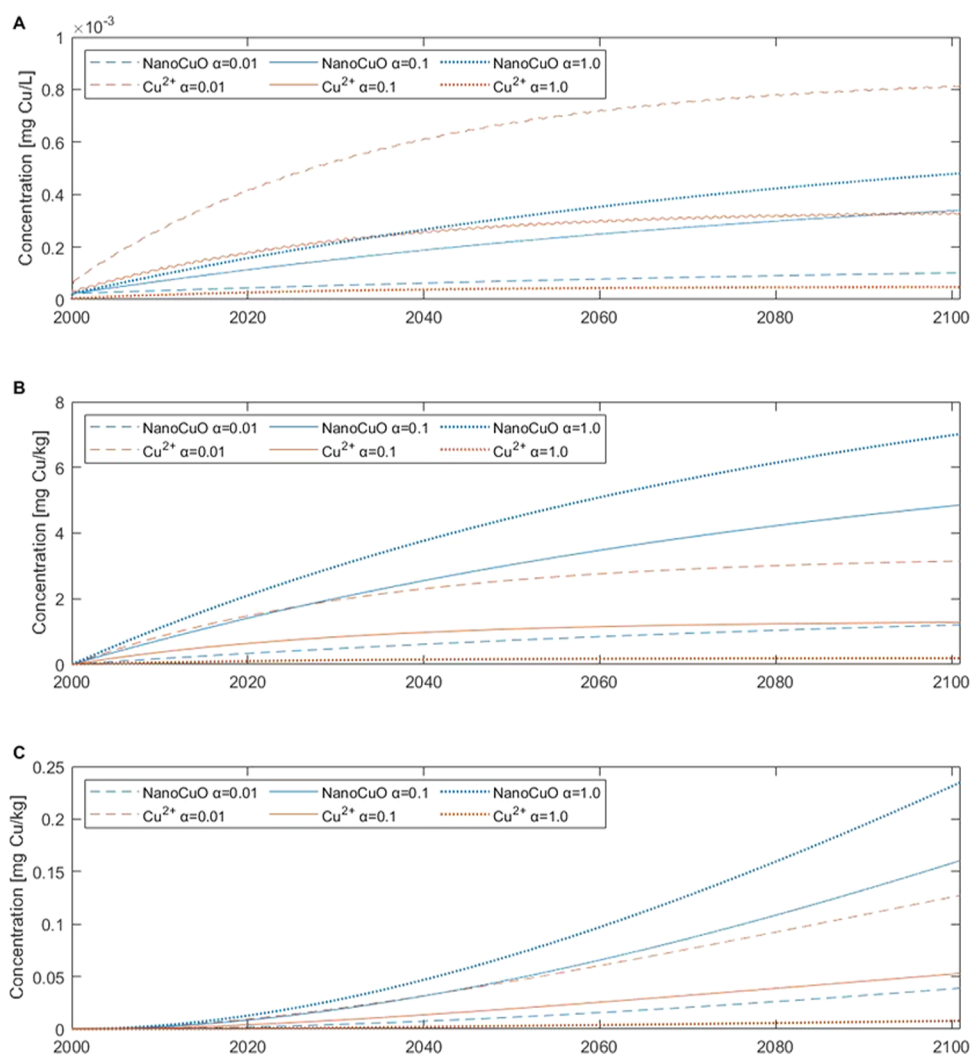 A
×10⁻³
1
NanoCuO α=0.01 NanoCuO α=0.1 NanoCuO α=1.0
Cu²⁺ α=0.01 Cu²⁺ α=0.1 Cu²⁺ α=1.0
0.8
0.6
0.4
0.2
0
Concentration [mg Cu/L]
2000 2020 2040 2060 2080 2100
B
8
NanoCuO α=0.01 NanoCuO α=0.1 NanoCuO α=1.0
Cu²⁺ α=0.01 Cu²⁺ α=0.1 Cu²⁺ α=1.0
6
4
2
0
Concentration [mg Cu/kg]
2000 2020 2040 2060 2080 2100
C
0.25
NanoCuO α=0.01 NanoCuO α=0.1 NanoCuO α=1.0
Cu²⁺ α=0.01 Cu²⁺ α=0.1 Cu²⁺ α=1.0
0.2
0.15
0.1
0.05
0
Concentration [mg Cu/kg]
2000 2020 2040 2060 2080 2100